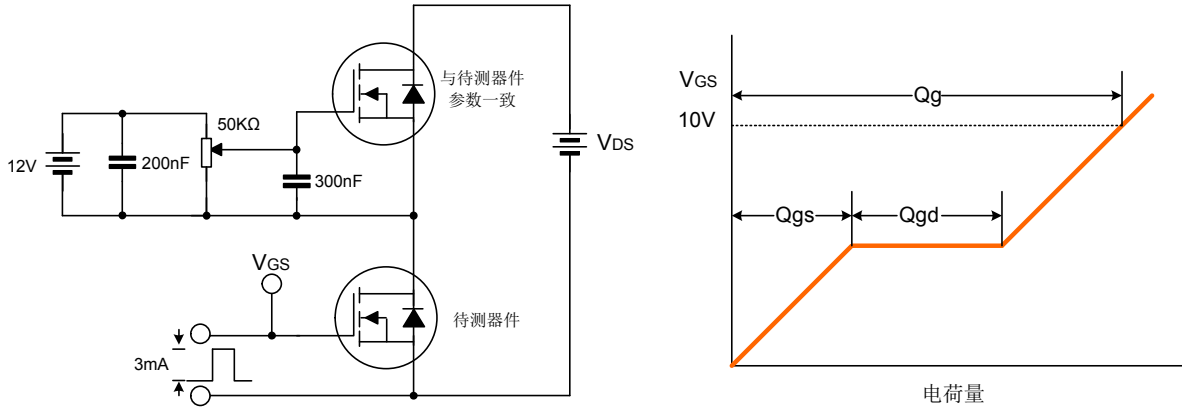 与待测器件
参数一致
50KΩ
12V
200nF
300nF
VDS
VGS
待测器件
3mA
VGS
10V
Qg
Qgs
Qgd
电荷量